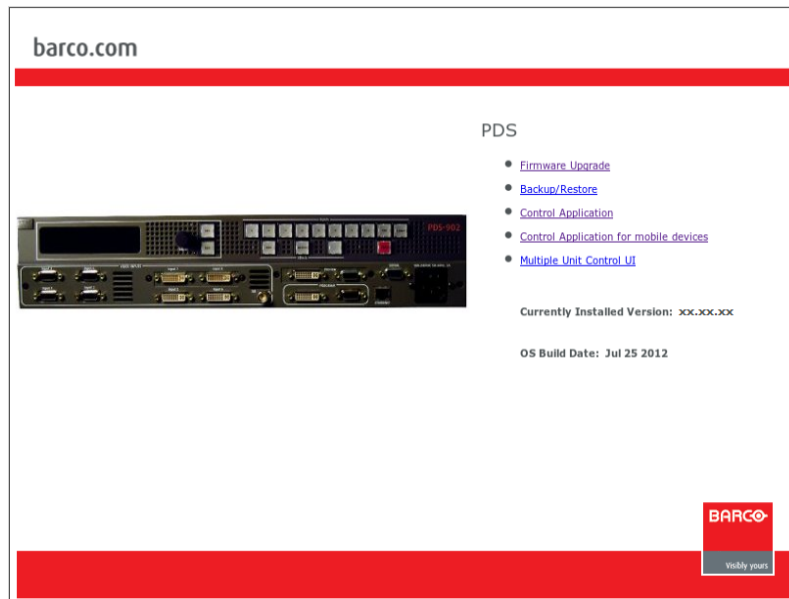 barco.com
PDS
Firmware Upgrade
Backup/Restore
Control Application
Control Application for mobile devices
Multiple Unit Control UI
Currently Installed Version: xx.xx.xx
OS Build Date: Jul 25 2012
PDS-902
BARCO
Visibly yours